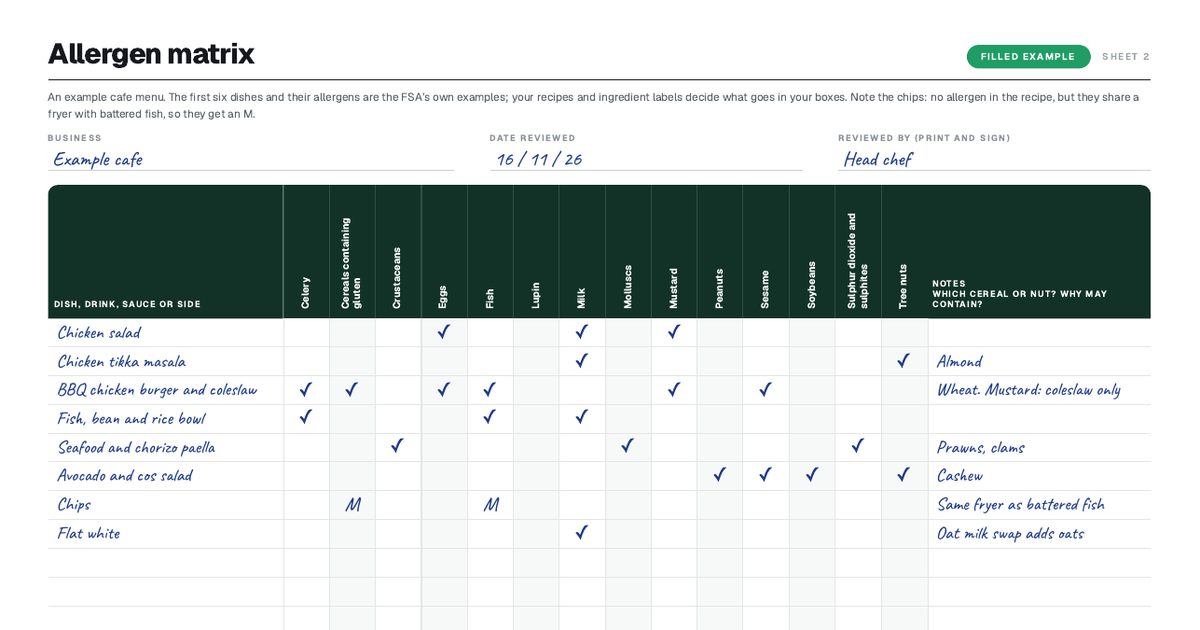 Allergen matrix
FILLED EXAMPLE SHEET 2
An example cafe menu. The first six dishes and their allergens are the FSA's own examples; your recipes and ingredient labels decide what goes in your boxes. Note the chips: no allergen in the recipe, but they share a
fryer with battered fish, so they get an M.
BUSINESS DATE REVIEWED REVIEWED BY (PRINT AND SIGN)
Example cafe 16 / 11 / 26 Head chef
DISH, DRINK, SAUCE OR SIDE
Celery
Cereals containing
gluten
Crustaceans
Eggs
Fish
Lupin
Milk
Molluscs
Mustard
Peanuts
Sesame
Soybeans
Sulphur dioxide and
sulphites
Tree nuts
NOTES
WHICH CEREAL OR NUT? WHY MAY
CONTAIN?
Chicken salad ✓ ✓ ✓
Chicken tikka masala ✓ ✓ Almond
BBQ chicken burger and coleslaw ✓ ✓ ✓ ✓ ✓ ✓ Wheat. Mustard: coleslaw only
Fish, bean and rice bowl ✓ ✓ ✓
Seafood and chorizo paella ✓ ✓ ✓ Prawns, clams
Avocado and cos salad ✓ ✓ ✓ ✓ Cashew
Chips M M Same fryer as battered fish
Flat white ✓ Oat milk swap adds oats